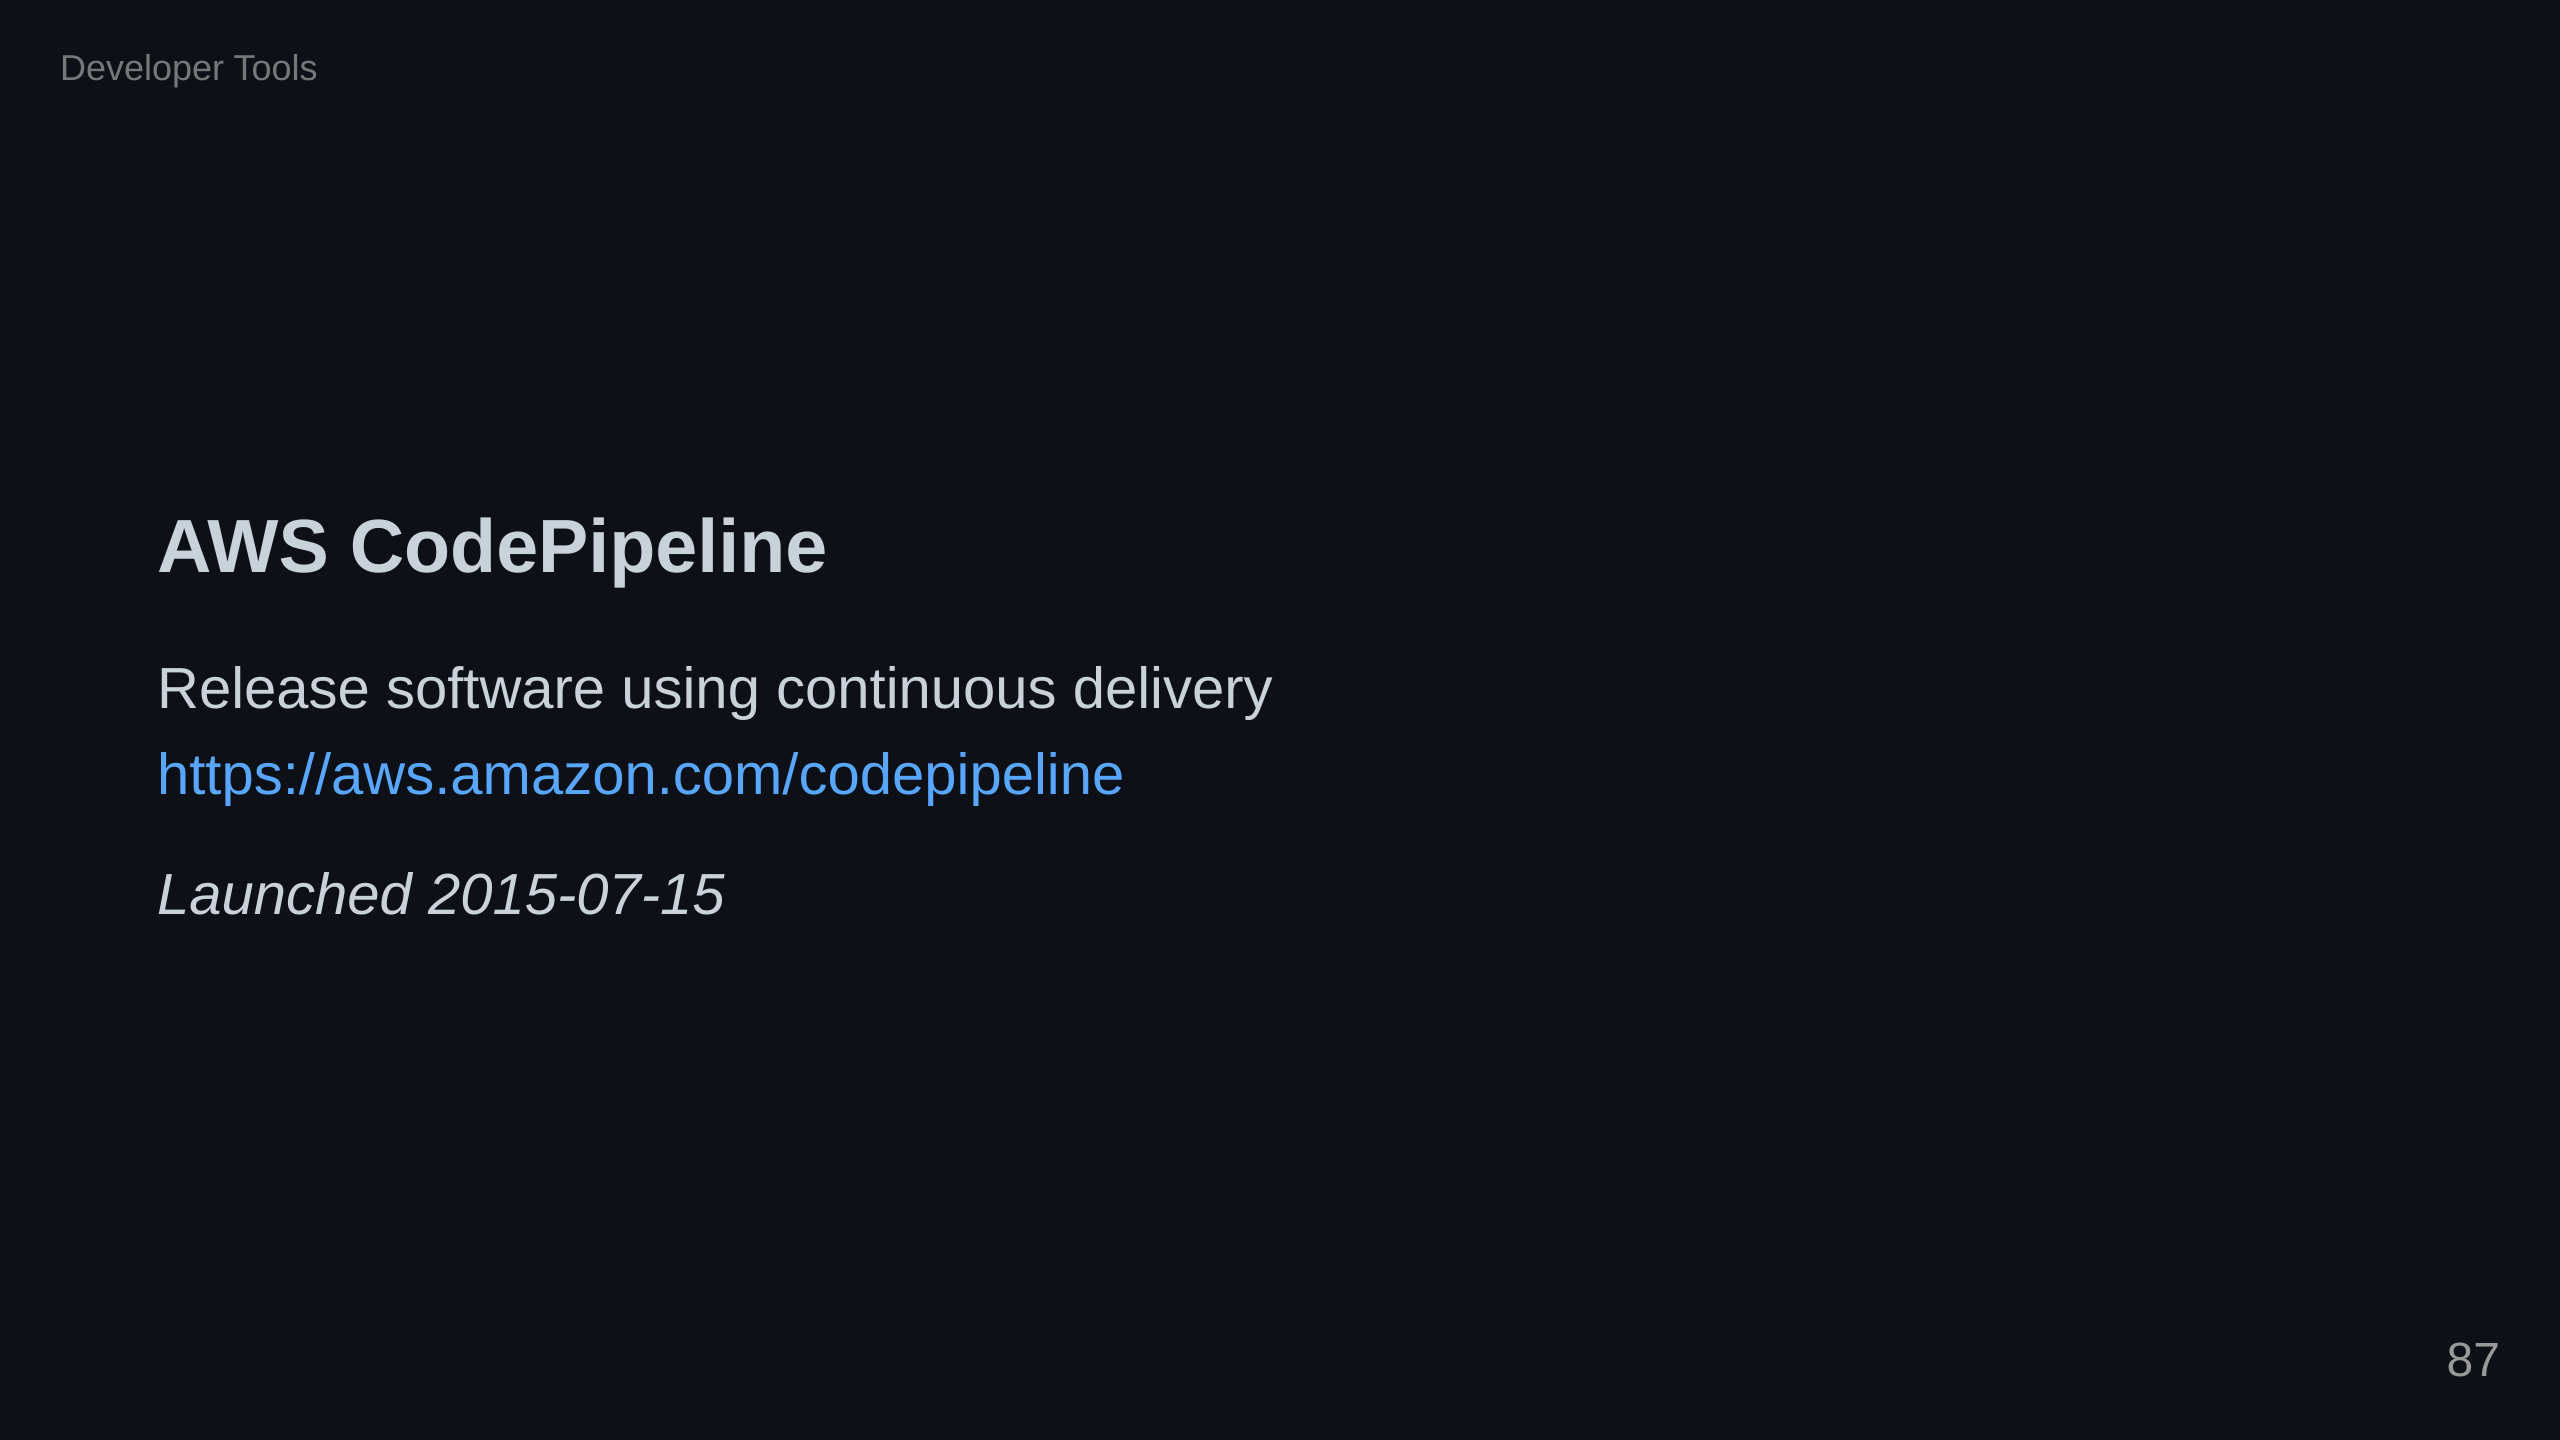 Developer Tools
AWS CodePipeline
Release software using continuous delivery
https://aws.amazon.com/codepipeline
Launched 2015-07-15
87